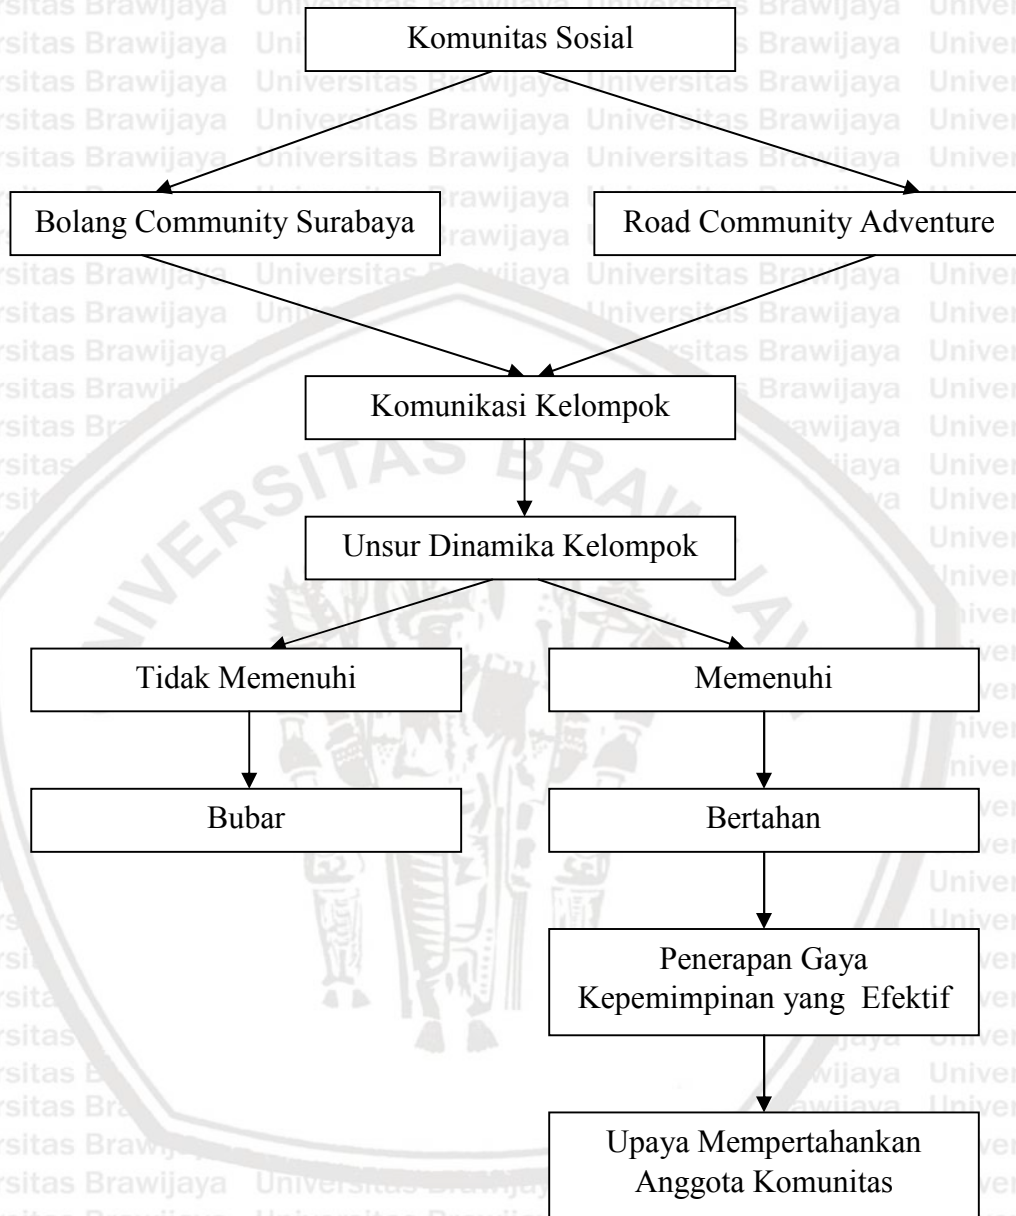 Komunitas Sosial
Bolang Community Surabaya
Road Community Adventure
Komunikasi Kelompok
Unsur Dinamika Kelompok
Tidak Memenuhi
Memenuhi
Bubar
Bertahan
Penerapan Gaya
Kepemimpinan yang Efektif
Upaya Mempertahankan
Anggota Komunitas